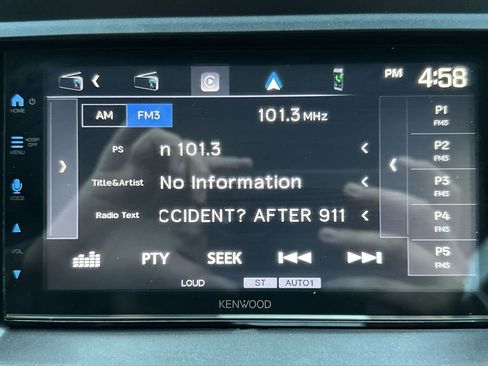 PM 4:58
HOME
AM FM3 101.3 MHz
P1
FM3
DISP
OFF
MENU
PS n 101.3
P2
FM3
Title&Artist No Information
P3
FM3
VOICE
Radio Text CCIDENT? AFTER 911
P4
FM3
VOL
PTY SEEK
P5
FM3
LOUD ST AUTO1
KENWOOD